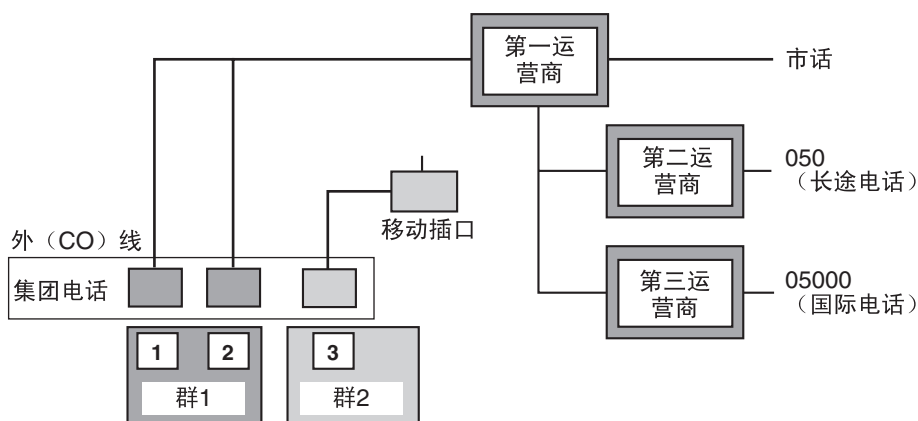 第一运
营商
市话
第二运
营商
050
（长途电话）
移动插口
外（CO）线
集团电话
第三运
营商
05000
（国际电话）
1
2
3
群1
群2